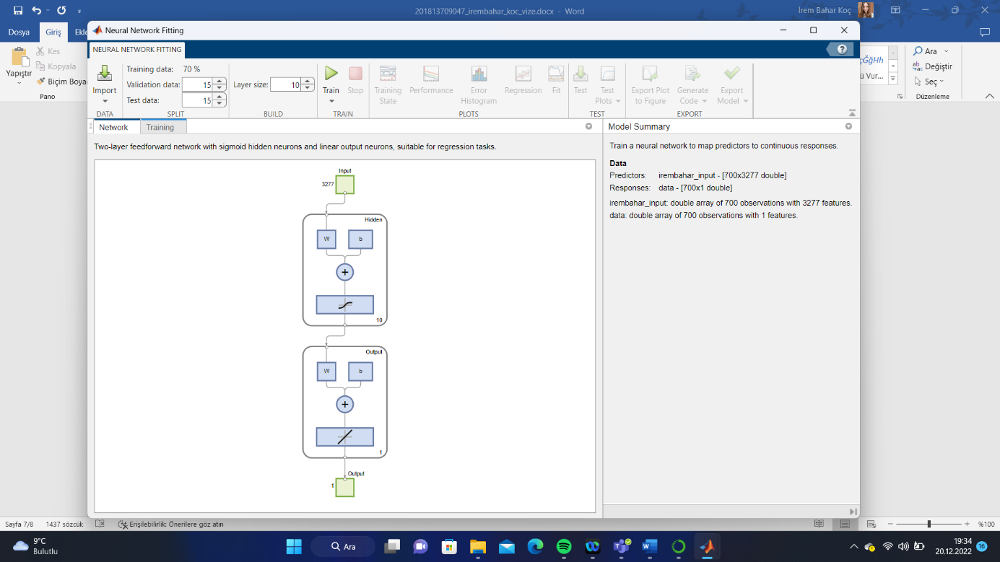 201813709047_irembahar_koc_vize.docx - Word
İrem Bahar Koç
Dosya
Giriş
Ekle
Yapıştır
Kes
Kopyala
Biçim Boya
Pano
Neural Network Fitting
NEURAL NETWORK FITTING
?
Import
DATA
Training data: 70 %
Validation data: 15
Test data: 15
SPLIT
Layer size: 10
BUILD
Train
Stop
TRAIN
Training State
Performance
Error Histogram
Regression
Fit
PLOTS
Test
Test Plots
TEST
Export Plot to Figure
Generate Code
Export Model
EXPORT
çĞğHh
ü Vur...
Ara
Değiştir
Seç
Düzenleme
Network
Training
Two-layer feedforward network with sigmoid hidden neurons and linear output neurons, suitable for regression tasks.
Input
3277
Hidden
W
b
+
10
Output
W
b
+
1
Output
1
Model Summary
Train a neural network to map predictors to continuous responses.
Data
Predictors: irembahar_input - [700x3277 double]
Responses: data - [700x1 double]
irembahar_input: double array of 700 observations with 3277 features.
data: double array of 700 observations with 1 features.
Sayfa 7/8
1437 sözcük
Erişilebilirlik: Önerilere göz atın
%100
9°C
Bulutlu
Ara
19:34
20.12.2022
16